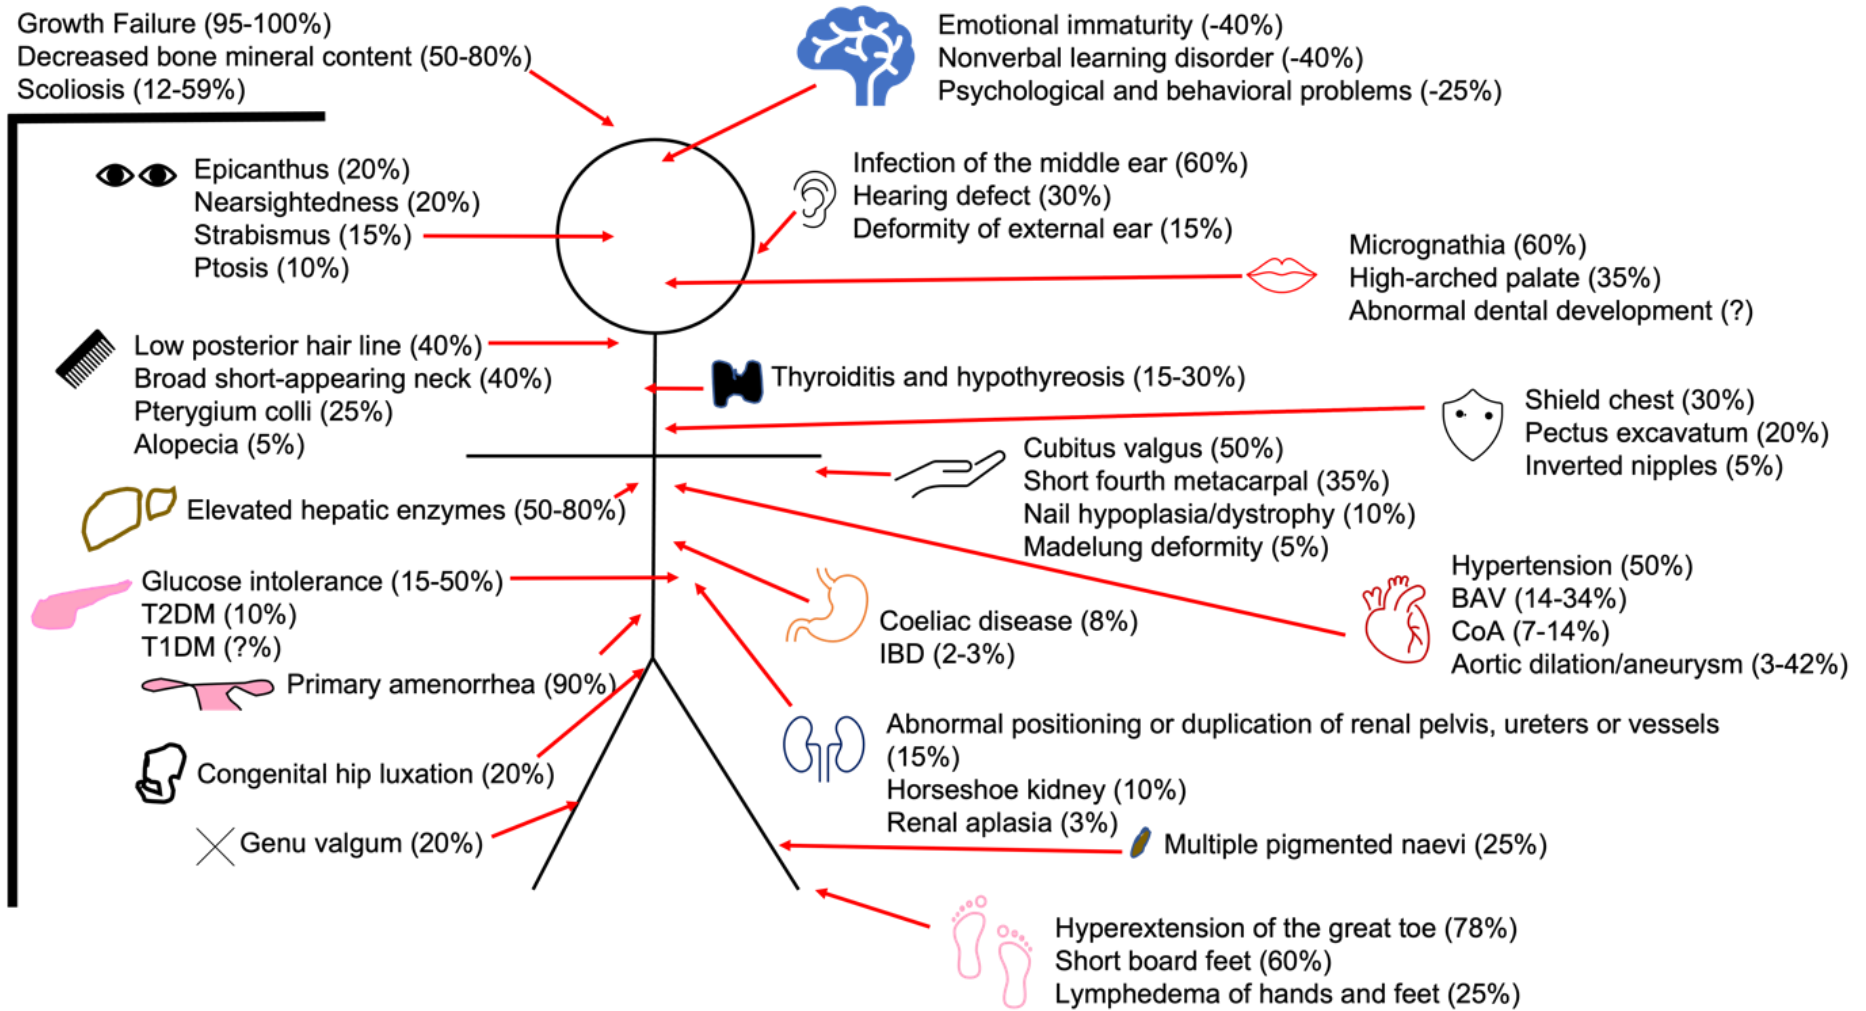 Growth Failure (95-100%)
Decreased bone mineral content (50-80%)
Scoliosis (12-59%)
Emotional immaturity (-40%)
Nonverbal learning disorder (-40%)
Psychological and behavioral problems (-25%)
Epicanthus (20%)
Nearsightedness (20%)
Strabismus (15%)
Ptosis (10%)
Infection of the middle ear (60%)
Hearing defect (30%)
Deformity of external ear (15%)
Micrognathia (60%)
High-arched palate (35%)
Abnormal dental development (?)
Low posterior hair line (40%)
Broad short-appearing neck (40%)
Pterygium colli (25%)
Alopecia (5%)
Thyroiditis and hypothyreosis (15-30%)
Shield chest (30%)
Pectus excavatum (20%)
Inverted nipples (5%)
Cubitus valgus (50%)
Short fourth metacarpal (35%)
Nail hypoplasia/dystrophy (10%)
Madelung deformity (5%)
Elevated hepatic enzymes (50-80%)
Hypertension (50%)
BAV (14-34%)
CoA (7-14%)
Aortic dilation/aneurysm (3-42%)
Glucose intolerance (15-50%)
T2DM (10%)
T1DM (?%)
Coeliac disease (8%)
IBD (2-3%)
Primary amenorrhea (90%)
Abnormal positioning or duplication of renal pelvis, ureters or vessels
(15%)
Horseshoe kidney (10%)
Renal aplasia (3%)
Congenital hip luxation (20%)
Genu valgum (20%)
Multiple pigmented naevi (25%)
Hyperextension of the great toe (78%)
Short board feet (60%)
Lymphedema of hands and feet (25%)